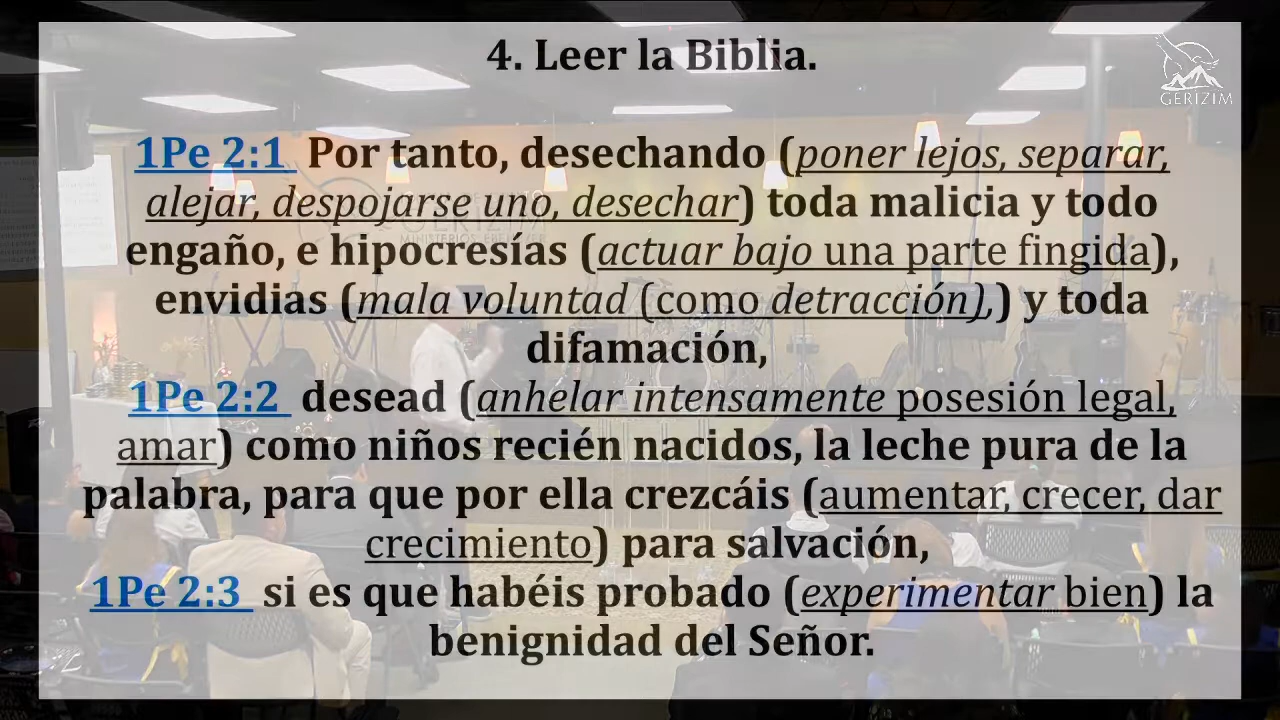 4. Leer la Biblia.
GERIZIM
1Pe 2:1 Por tanto, desechando (poner lejos, separar,
alejar, despojarse uno, desechar) toda malicia y todo
engaño, e hipocresías (actuar bajo una parte fingida),
envidias (mala voluntad (como detracción),) y toda
difamación,
1Pe 2:2 desead (anhelar intensamente posesión legal,
amar) como niños recién nacidos, la leche pura de la
palabra, para que por ella crezcáis (aumentar, crecer, dar
crecimiento) para salvación,
1Pe 2:3 si es que habéis probado (experimentar bien) la
benignidad del Señor.